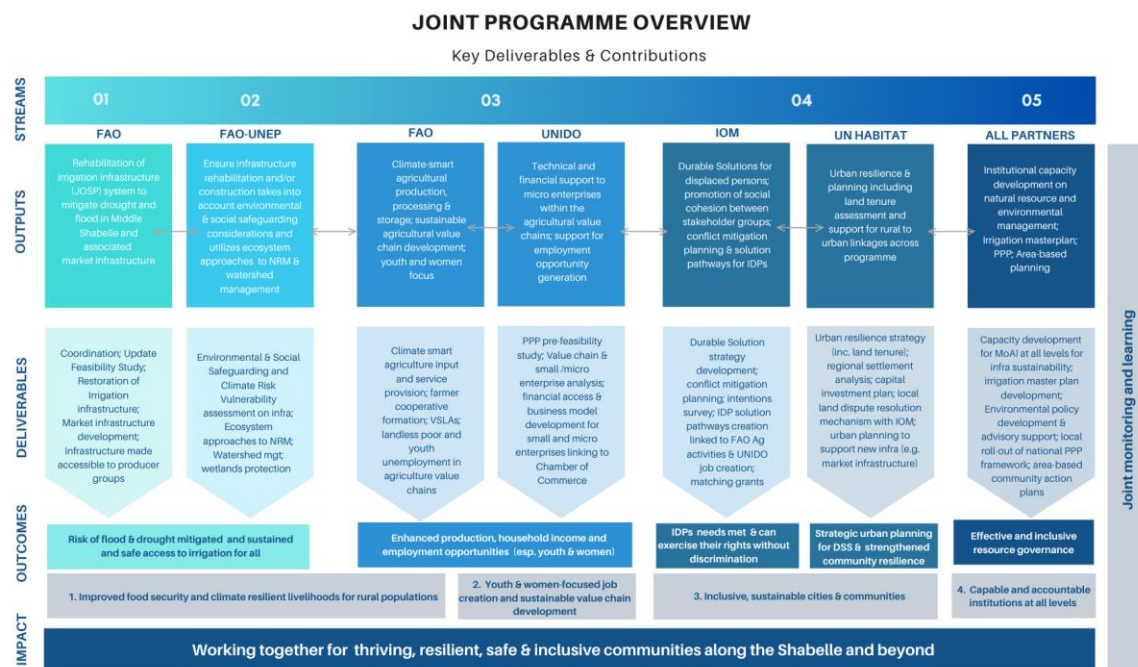 JOINT PROGRAMME OVERVIEW
Key Deliverables & Contributions
STREAMS
01
02
03
04
05
FAO
FAO-UNEP
FAO
UNIDO
IOM
UN HABITAT
ALL PARTNERS
OUTPUTS
Rehabilitation of
irrigation infrastructure
(JOSP) system to
mitigate drought and
flood in Middle
Shabelle and
associated
market infrastructure
Ensure infrastructure
rehabilitation and/or
construction takes into
account environmental
& social safeguarding
considerations and
utilizes ecosystem
approaches to NRM &
watershed
management
Climate-smart
agricultural
production,
processing &
storage; sustainable
agricultural value
chain development;
youth and women
focus
Technical and
financial support to
micro enterprises
within the
agricultural value
chains; support for
employment
opportunity
generation
Durable Solutions for
displaced persons;
promotion of social
cohesion between
stakeholder groups;
conflict mitigation
planning & solution
pathways for IDPs
Urban resilience &
planning including
land tenure
assessment and
support for rural to
urban linkages across
programme
Institutional capacity
development on
natural resource and
environmental
management;
Irrigation masterplan;
PPP; Area-based
planning
DELIVERABLES
Coordination; Update
Feasibility Study;
Restoration of
Irrigation
infrastructure;
Market infrastructure
development;
Infrastructure made
accessible to producer
groups
Environmental & Social
Safeguarding and
Climate Risk
Vulnerability
assessment on infra;
Ecosystem
approaches to NRM;
Watershed mgt;
wetlands protection
Climate smart
agriculture input
and service
provision; farmer
cooperative
formation; VSLAs;
landless poor and
youth
unemployment in
agriculture value
chains
PPP pre-feasibility
study; Value chain &
small /micro
enterprise analysis;
financial access &
business model
development for
small and micro
enterprises linking to
Chamber of
Commerce
Durable Solution
strategy
development;
conflict mitigation
planning; intentions
survey; IDP solution
pathways creation
linked to FAO Ag
activities & UNIDO
job creation;
matching grants
Urban resilience strategy
(inc. land tenure);
regional settlement
analysis; capital
investment plan; local
land dispute resolution
mechanism with IOM;
urban planning to
support new infra (e.g.
market infrastructure)
Capacity development
for MoAI at all levels for
infra sustainability;
irrigation master plan
development;
Environmental policy
development &
advisory support; local
roll-out of national PPP
framework; area-based
community action
plans
OUTCOMES
Risk of flood & drought mitigated and sustained
and safe access to irrigation for all
Enhanced production, household income and
employment opportunities (esp. youth & women)
IDPs needs met & can
exercise their rights without
discrimination
Strategic urban planning
for DSS & strengthened
community resilience
Effective and inclusive
resource governance
IMPACT
1. Improved food security and climate resilient livelihoods for rural populations
2. Youth & women-focused job
creation and sustainable value chain
development
3. Inclusive, sustainable cities & communities
4. Capable and accountable
institutions at all levels
Working together for thriving, resilient, safe & inclusive communities along the Shabelle and beyond
Joint monitoring and learning